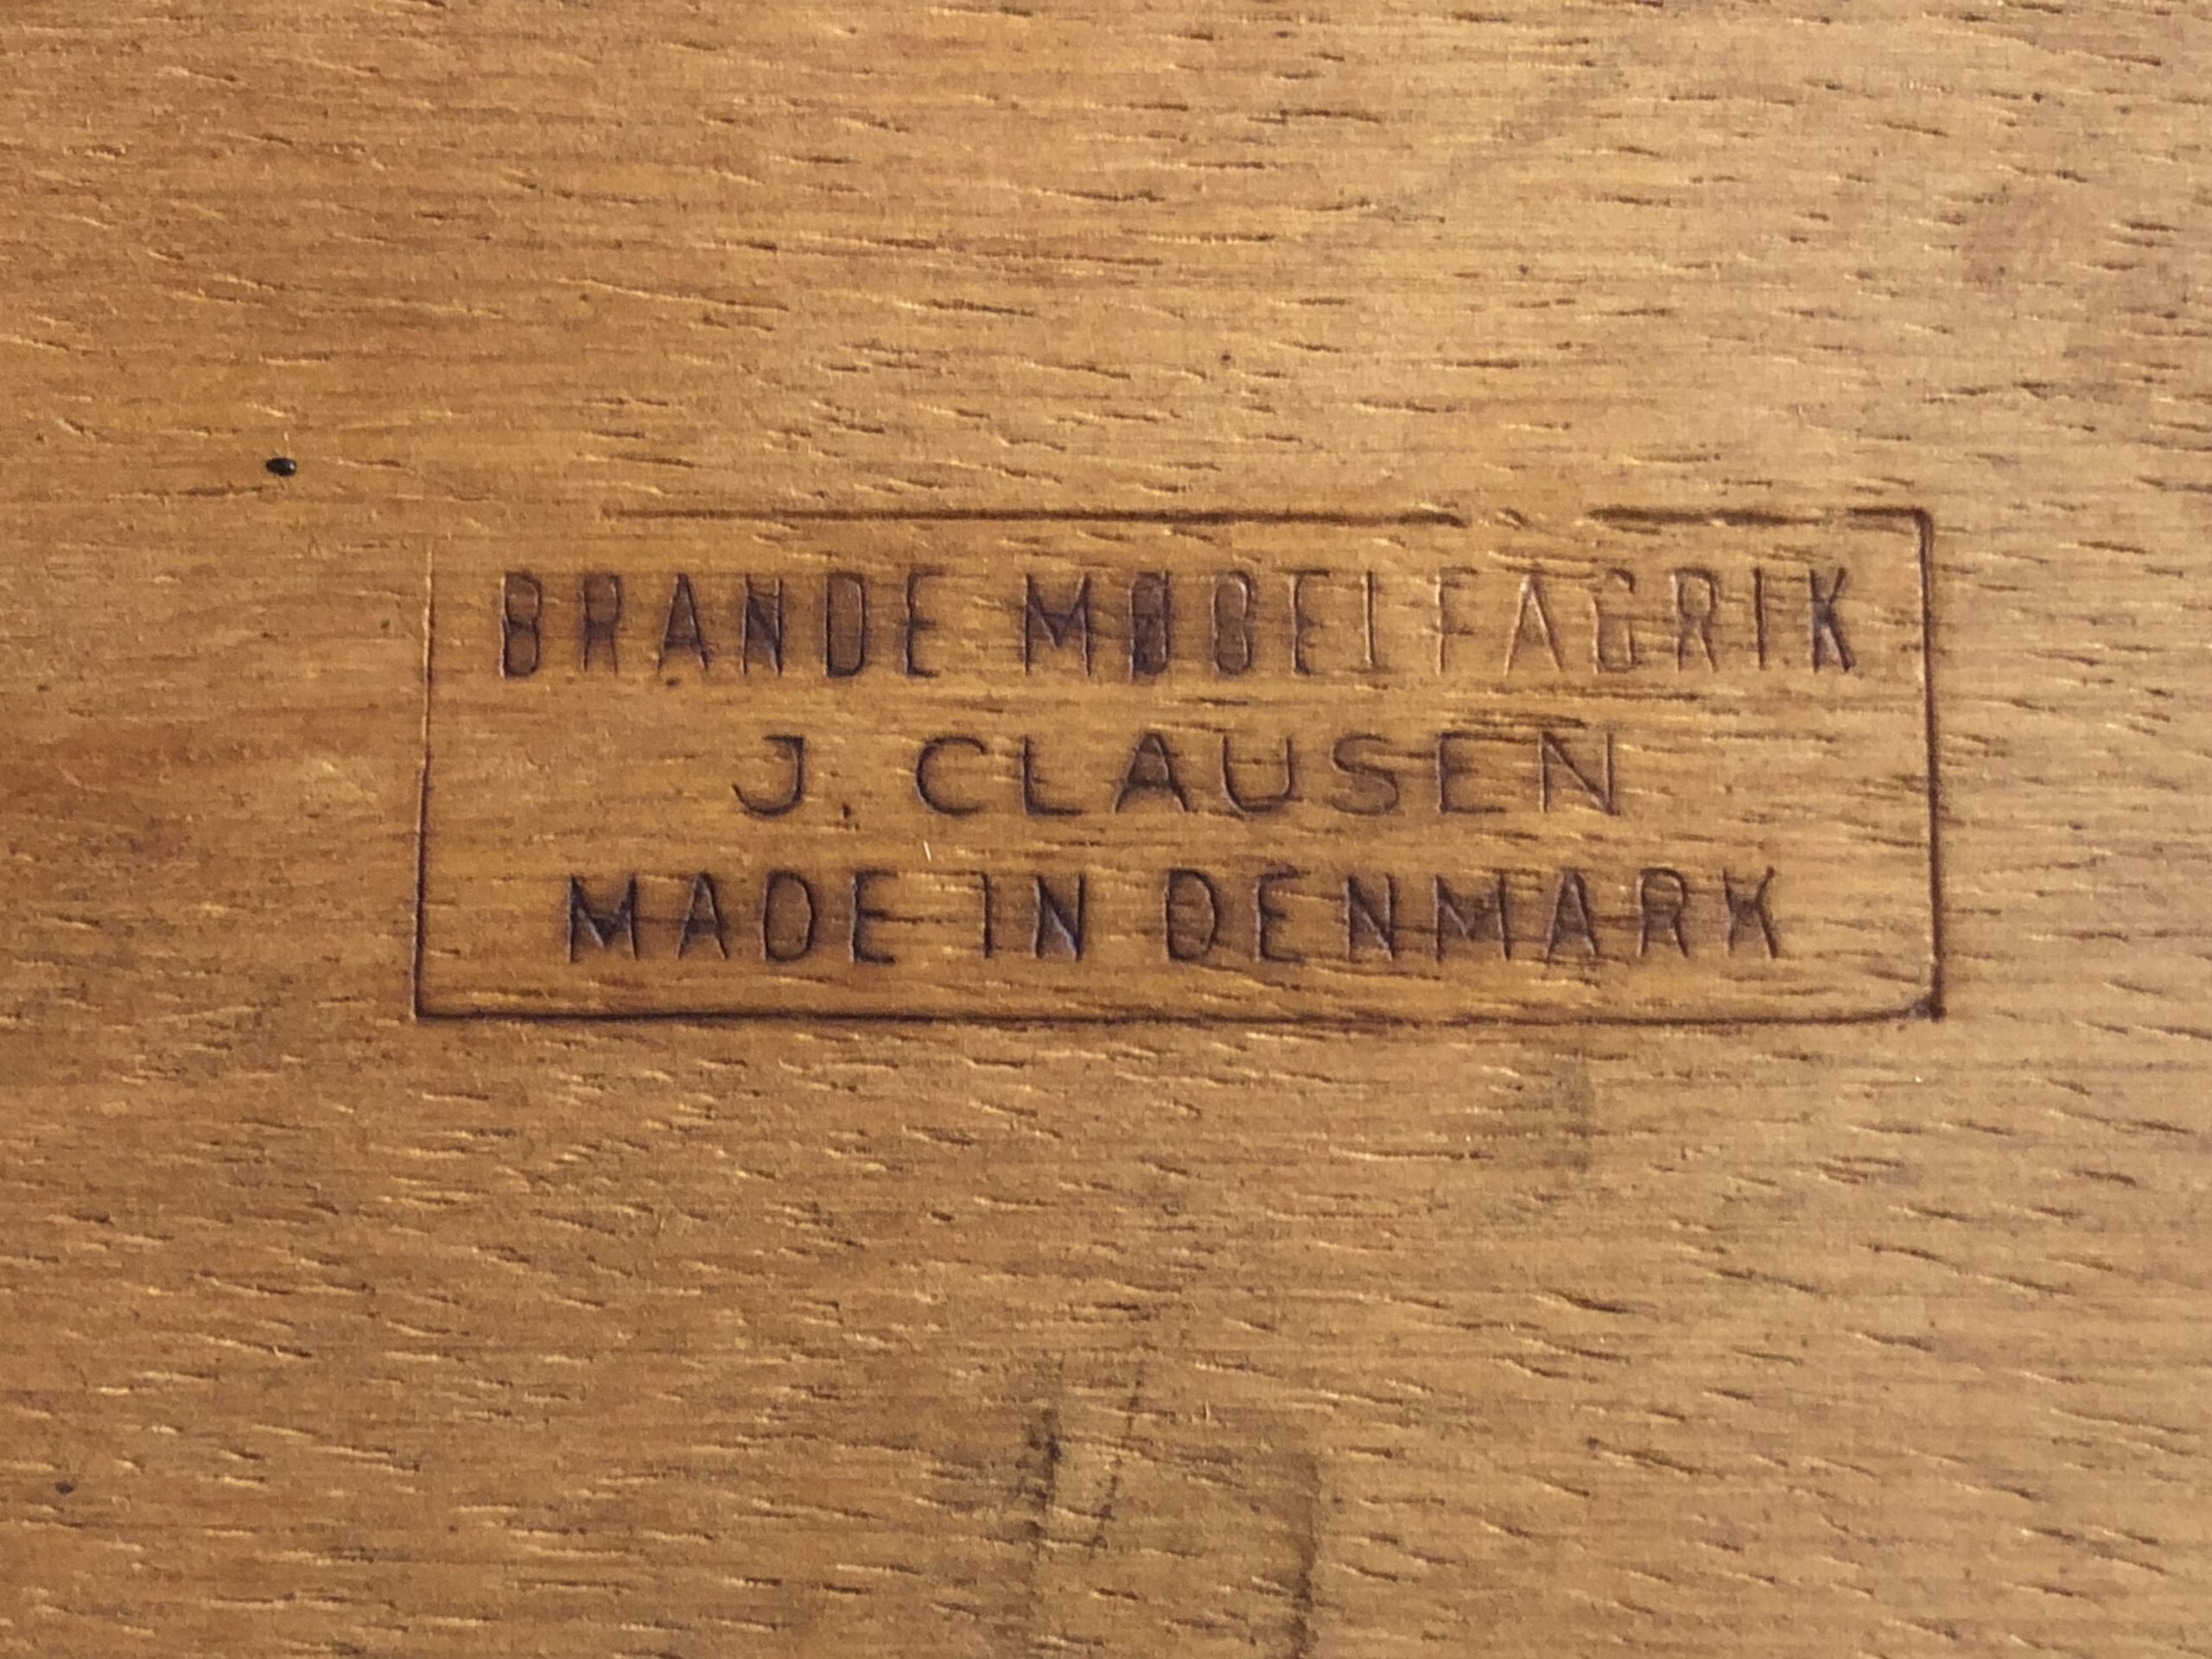 BRANDE MØBELFABRIK
J. CLAUSEN
MADE IN DENMARK